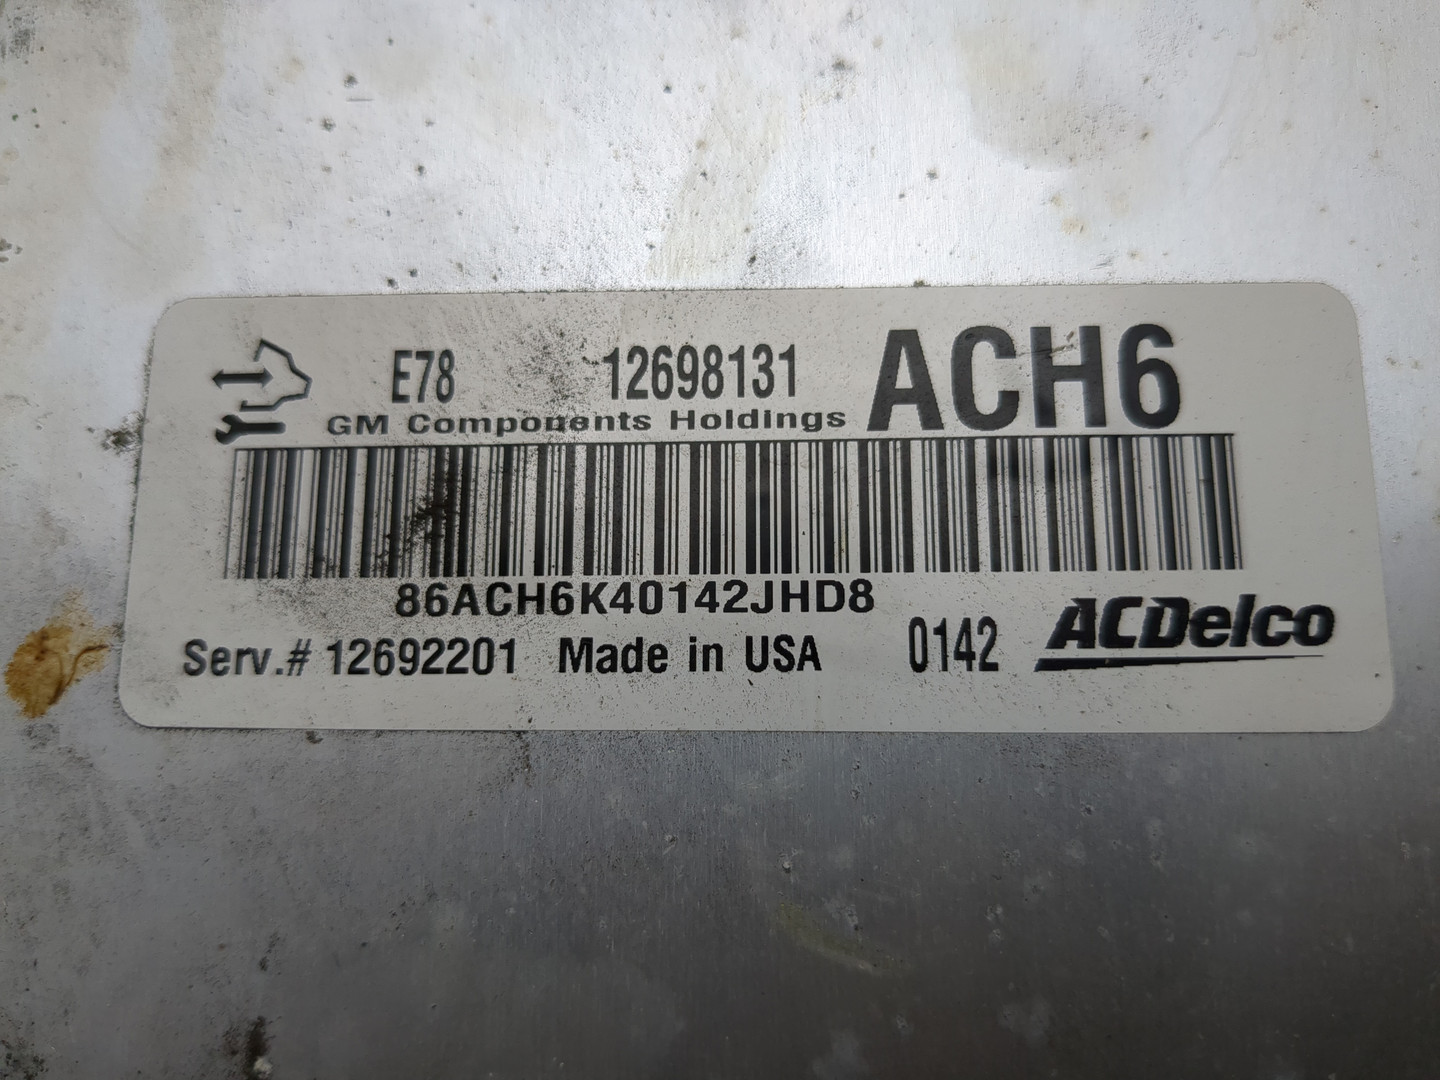 E78 12698131 ACH6
GM Components Holdings
86ACH6K40142JHD8
Serv.# 12692201 Made in USA 0142 ACDelco